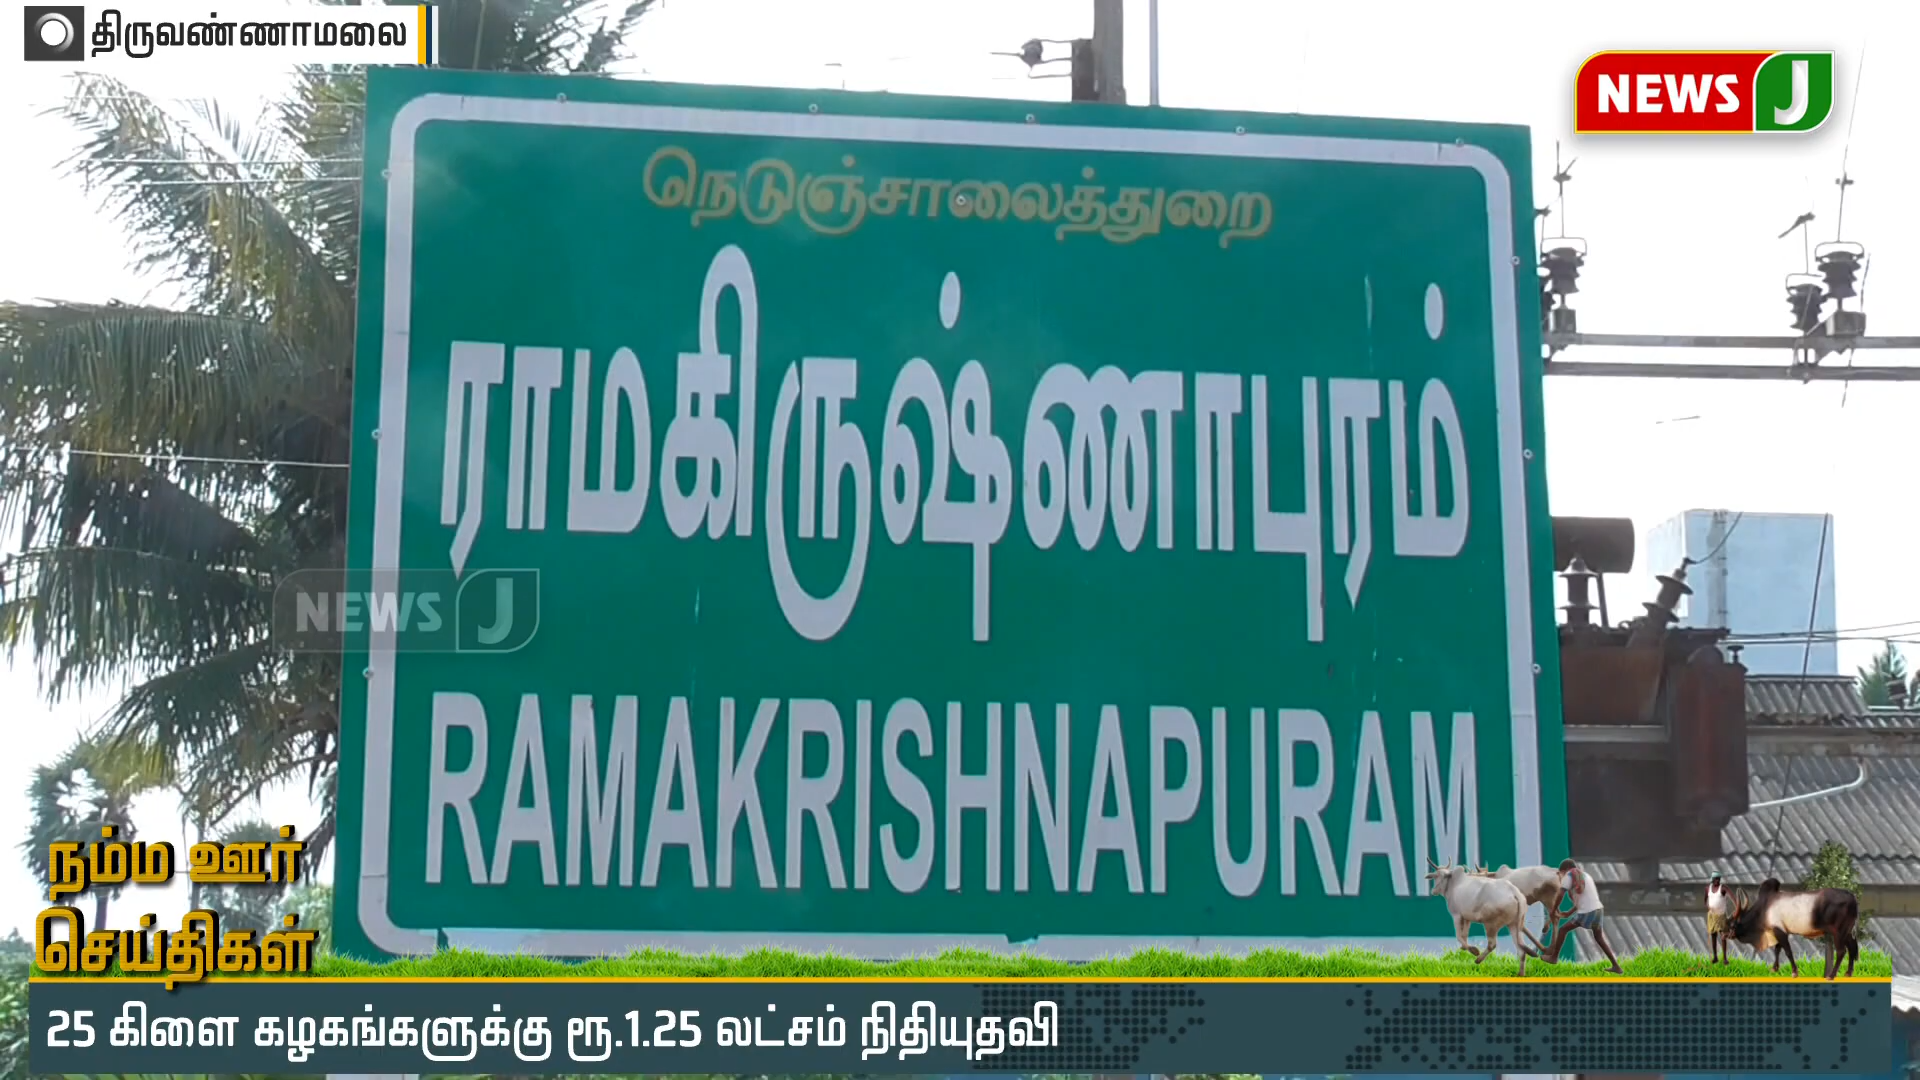 திருவண்ணாமலை
NEWS J
நெடுஞ்சாலைத்துறை
ராமகிருஷ்ணாபுரம்
NEWS J
RAMAKRISHNAPURAM
நம்ம ஊர்
செய்திகள்
25 கிளை கழகங்களுக்கு ரூ.1.25 லட்சம் நிதியுதவி